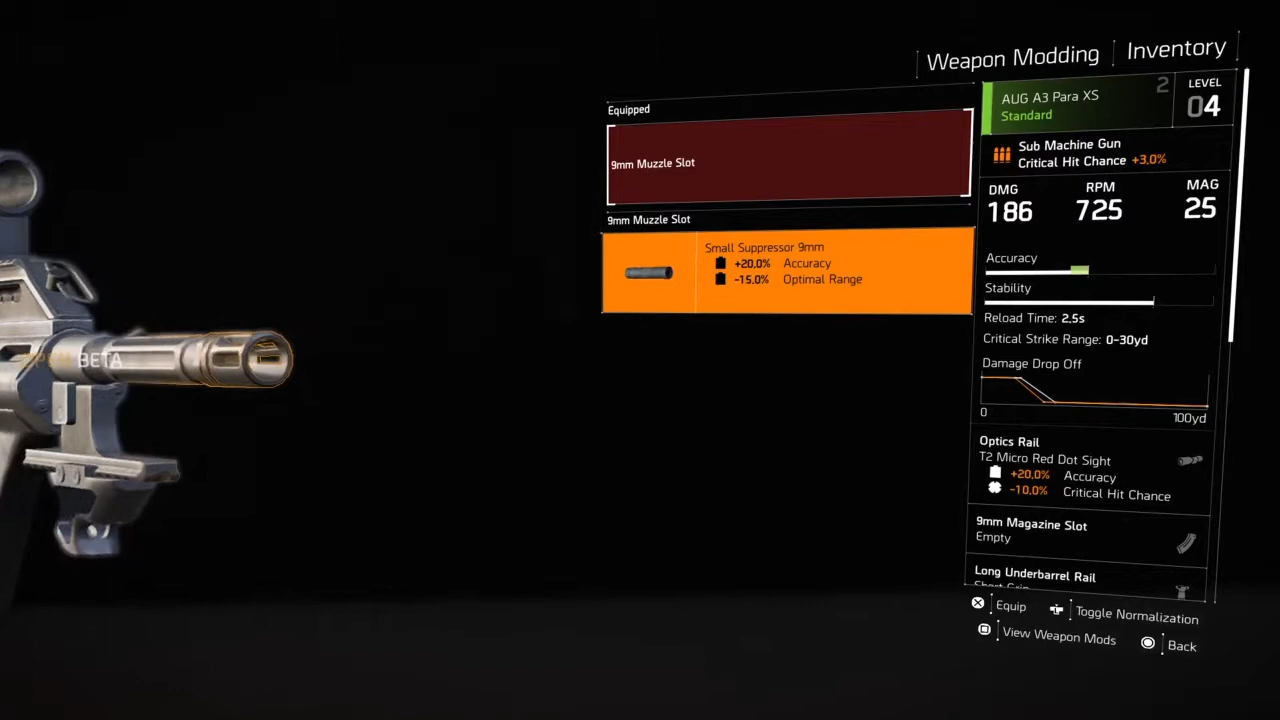 Weapon Modding
Inventory
Equipped
9mm Muzzle Slot
9mm Muzzle Slot
Small Suppressor 9mm
+20,0% Accuracy
-15,0% Optimal Range
AUG A3 Para XS
2
Standard
LEVEL
04
Sub Machine Gun
Critical Hit Chance +3,0%
DMG
186
RPM
725
MAG
25
Accuracy
Stability
Reload Time: 2.5s
Critical Strike Range: 0-30yd
Damage Drop Off
0
100yd
Optics Rail
T2 Micro Red Dot Sight
+20,0% Accuracy
-10,0% Critical Hit Chance
9mm Magazine Slot
Empty
Long Underbarrel Rail
Short Grip
Equip
Toggle Normalization
View Weapon Mods
Back
BETA